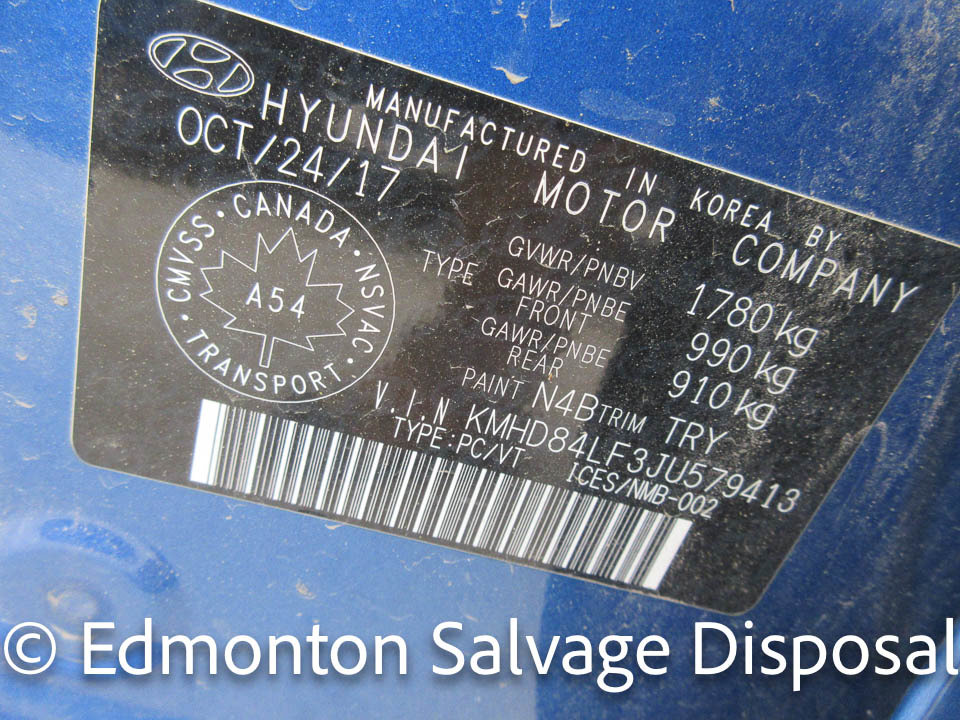 MANUFACTURED IN KOREA BY
HYUNDAI MOTOR COMPANY
OCT/24/17
GVWR/PNBV 1780kg
TYPE GAWR/PNBE FRONT 990kg
GAWR/PNBE REAR 910kg
CMVSS • CANADA • NSVAC • TRANSPORT •
A54
PAINT N4B TRIM TRY
V.I.N KMHD84LF3JU579413
TYPE:PC/VT ICES/NMB-002
© Edmonton Salvage Disposal